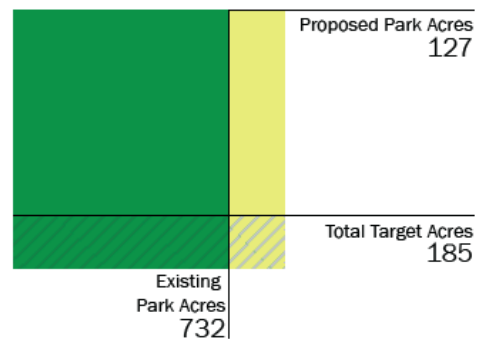 Proposed Park Acres
127
Total Target Acres
185
Existing
Park Acres
732